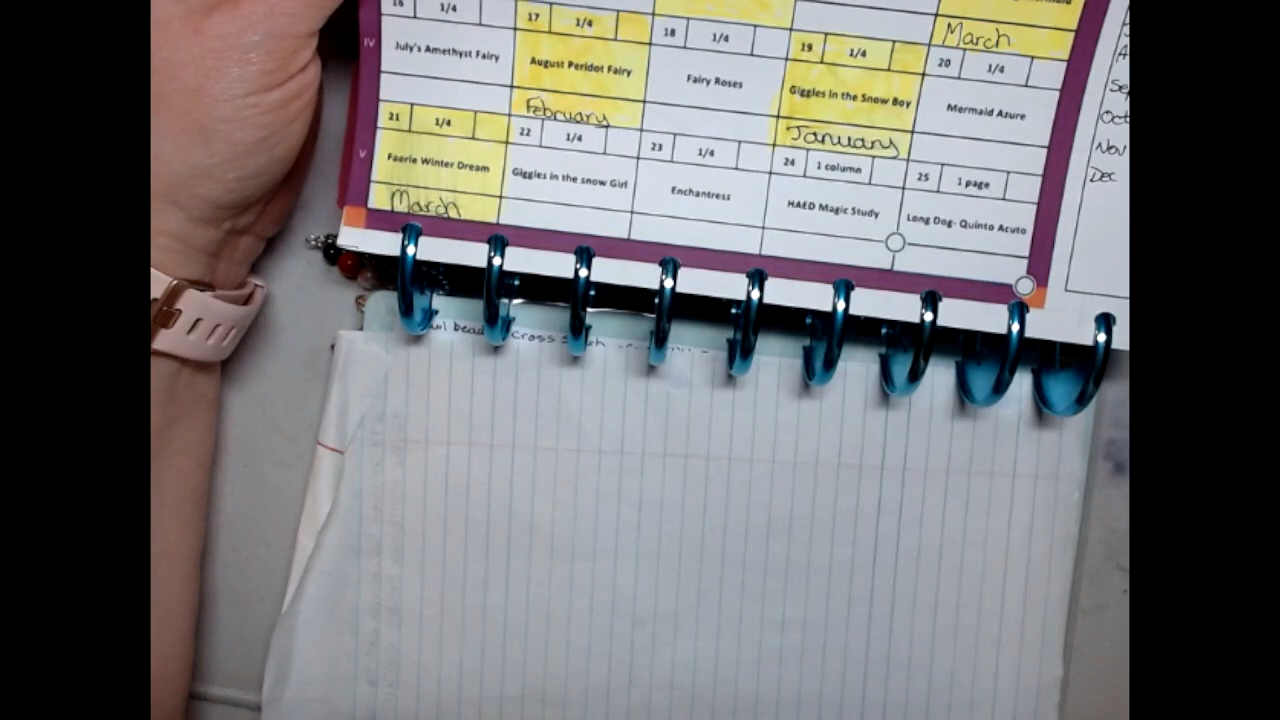 March
16 1/4
17 1/4
18 1/4
19 1/4
20 1/4
IV
July's Amethyst Fairy
August Peridot Fairy
Fairy Roses
Giggles in the Snow Boy
Mermaid Azure
February
January
21 1/4
22 1/4
23 1/4
24 1 column
25 1 page
V
Faerie Winter Dream
Giggles in the snow Girl
Enchantress
HAED Magic Study
Long Dog- Quinto Acuto
March
Oct
Nov
Dec
bead cross